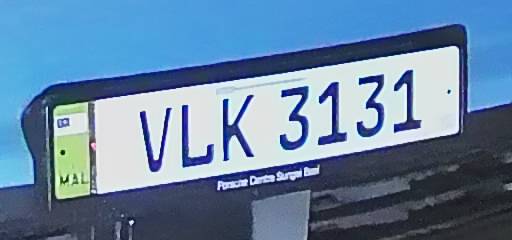 MAL
VLK 3131
Porsche Centre Sungai Besi